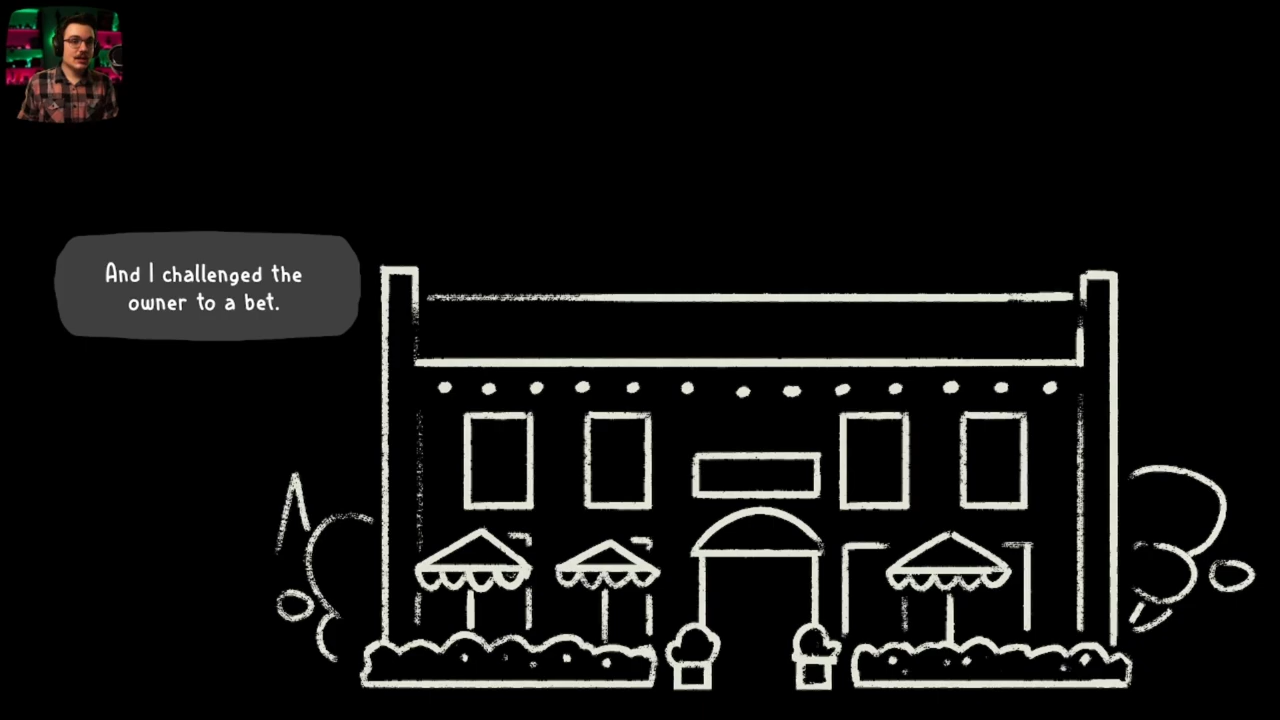 And I challenged the
owner to a bet.